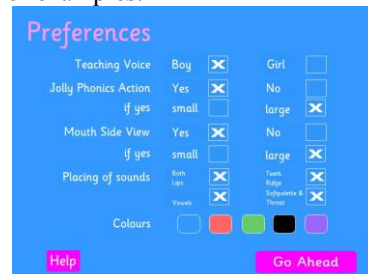 Preferences
Teaching Voice Boy Girl
Jolly Phonics Action Yes No
if yes small large
Mouth Side View Yes No
if yes small large
Placing of sounds Both Lips Teeth Ridge
Vowels Softpalette & Throat
Colours
Help Go Ahead